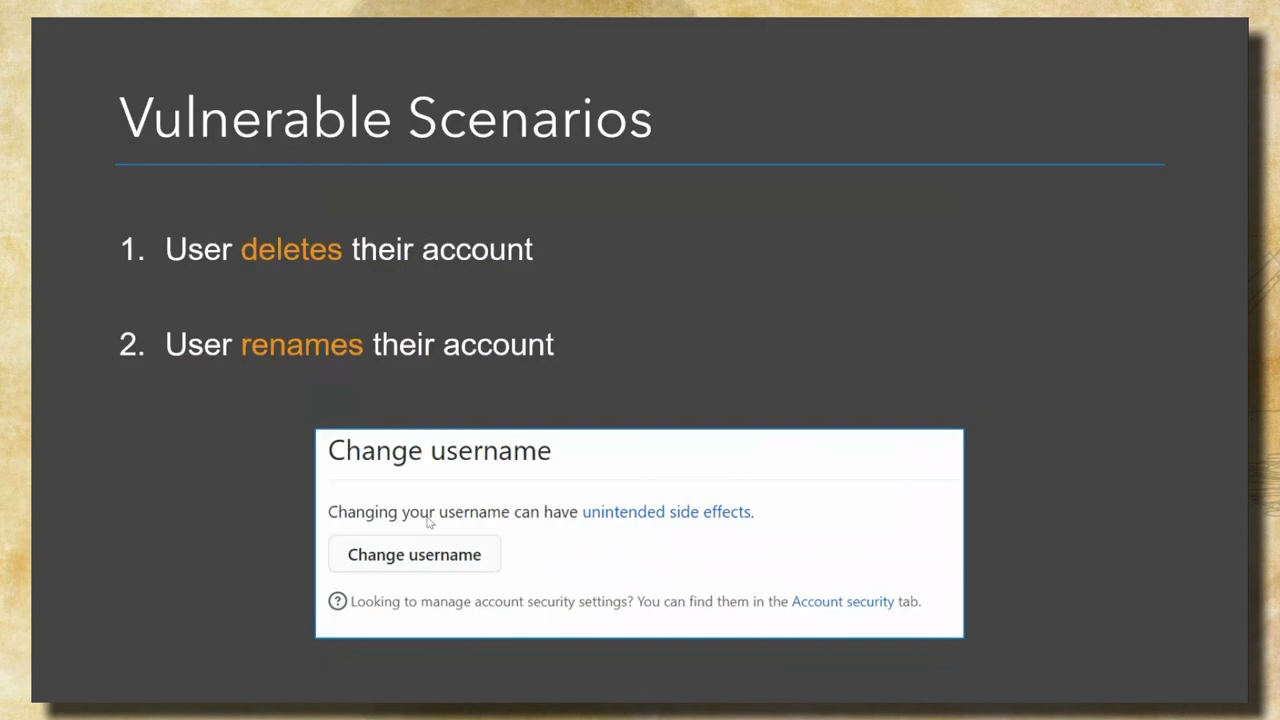 Vulnerable Scenarios
1. User deletes their account
2. User renames their account
Change username
Changing your username can have unintended side effects.
Change username
Looking to manage account security settings? You can find them in the Account security tab.